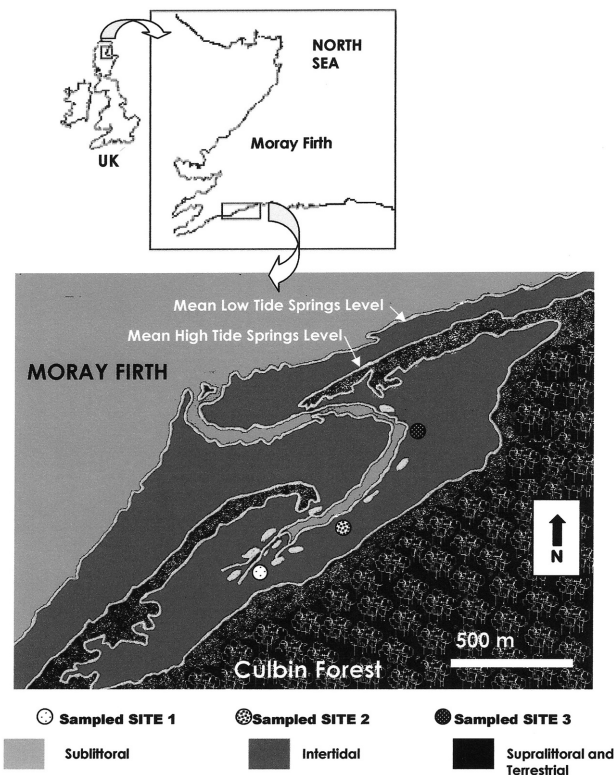 NORTH
SEA
Moray Firth
UK
Mean Low Tide Springs Level
Mean High Tide Springs Level
MORAY FIRTH
N
500 m
Culbin Forest
Sampled SITE 1
Sampled SITE 2
Sampled SITE 3
Sublittoral
Intertidal
Supralittoral and
Terrestrial